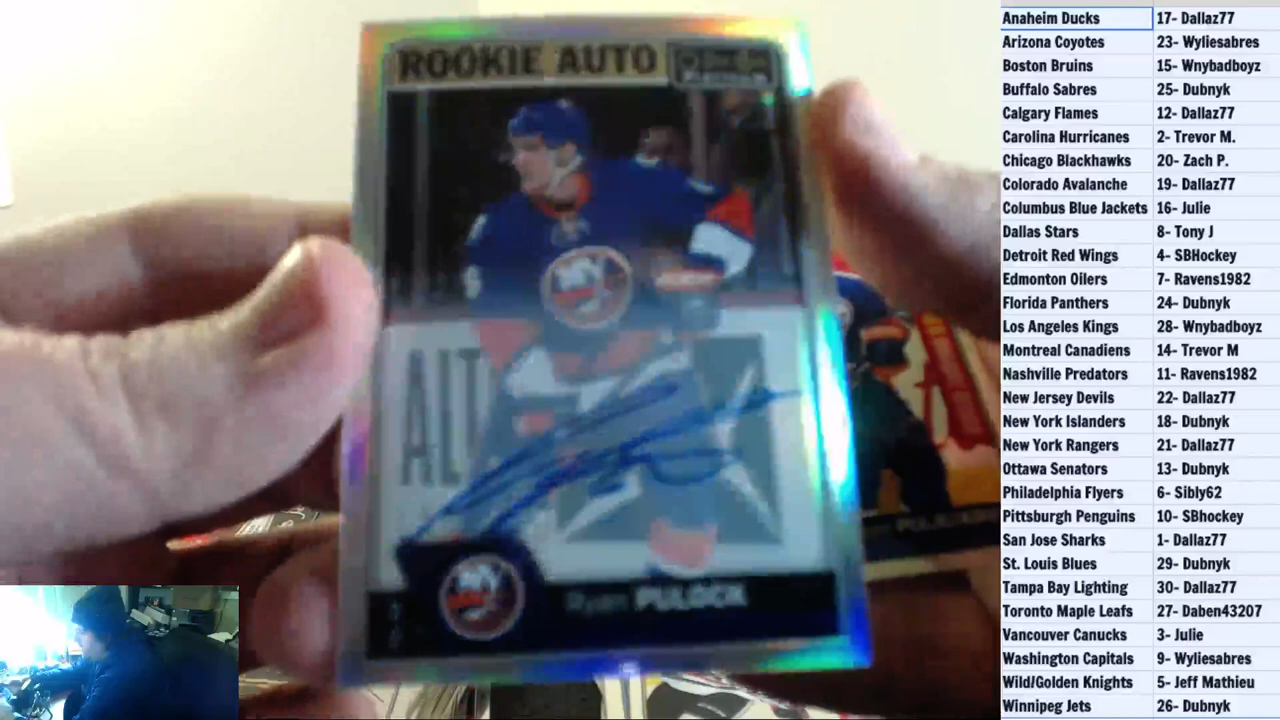 ROOKIE AUTO
NY
ALT
NY
Ryan PULOCK
Anaheim Ducks 17- Dallaz77
Arizona Coyotes 23- Wyliesabres
Boston Bruins 15- Wnybadboyz
Buffalo Sabres 25- Dubnyk
Calgary Flames 12- Dallaz77
Carolina Hurricanes 2- Trevor M.
Chicago Blackhawks 20- Zach P.
Colorado Avalanche 19- Dallaz77
Columbus Blue Jackets 16- Julie
Dallas Stars 8- Tony J
Detroit Red Wings 4- SBHockey
Edmonton Oilers 7- Ravens1982
Florida Panthers 24- Dubnyk
Los Angeles Kings 28- Wnybadboyz
Montreal Canadiens 14- Trevor M
Nashville Predators 11- Ravens1982
New Jersey Devils 22- Dallaz77
New York Islanders 18- Dubnyk
New York Rangers 21- Dallaz77
Ottawa Senators 13- Dubnyk
Philadelphia Flyers 6- Sibly62
Pittsburgh Penguins 10- SBhockey
San Jose Sharks 1- Dallaz77
St. Louis Blues 29- Dubnyk
Tampa Bay Lighting 30- Dallaz77
Toronto Maple Leafs 27- Daben43207
Vancouver Canucks 3- Julie
Washington Capitals 9- Wyliesabres
Wild/Golden Knights 5- Jeff Mathieu
Winnipeg Jets 26- Dubnyk